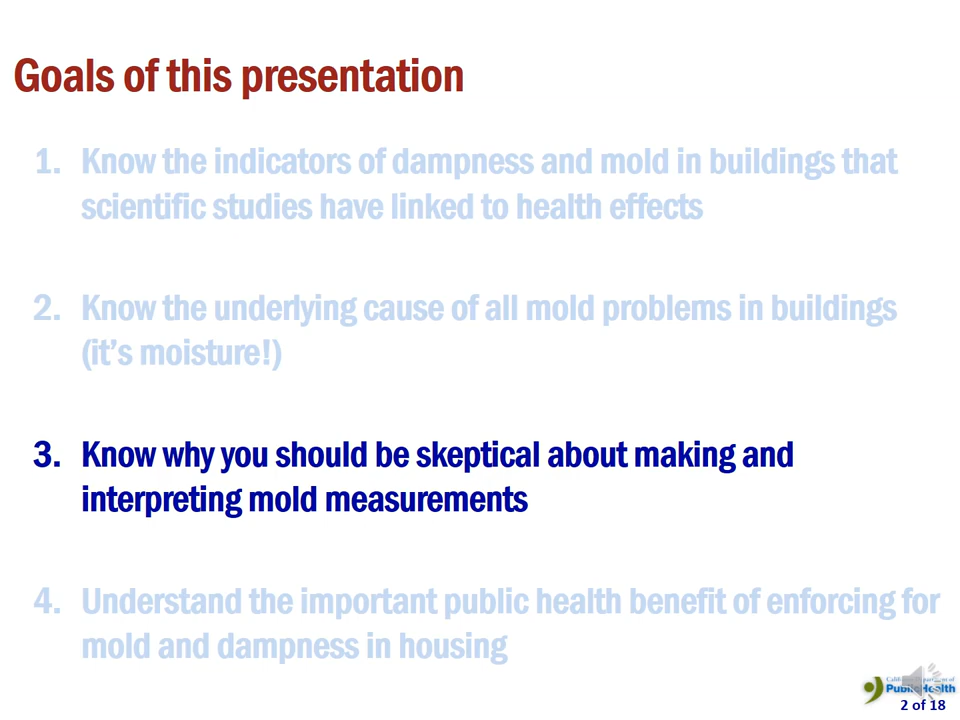 Goals of this presentation
1. Know the indicators of dampness and mold in buildings that
scientific studies have linked to health effects
2. Know the underlying cause of all mold problems in buildings
(it's moisture!)
3. Know why you should be skeptical about making and
interpreting mold measurements
4. Understand the important public health benefit of enforcing for
mold and dampness in housing
2 of 18